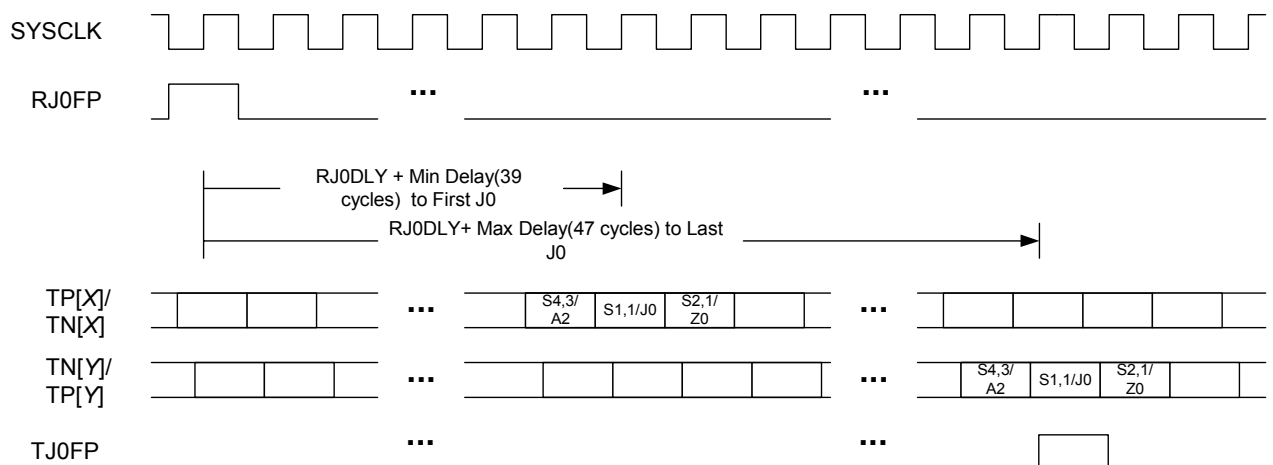 SYSCLK
RJ0FP
...
...
RJ0DLY + Min Delay(39
cycles) to First J0
RJ0DLY+ Max Delay(47 cycles) to Last
J0
TP[X]/
TN[X]
...
S4,3/
A2
S1,1/J0
S2,1/
Z0
...
TN[Y]/
TP[Y]
...
...
S4,3/
A2
S1,1/J0
S2,1/
Z0
TJ0FP
...
...